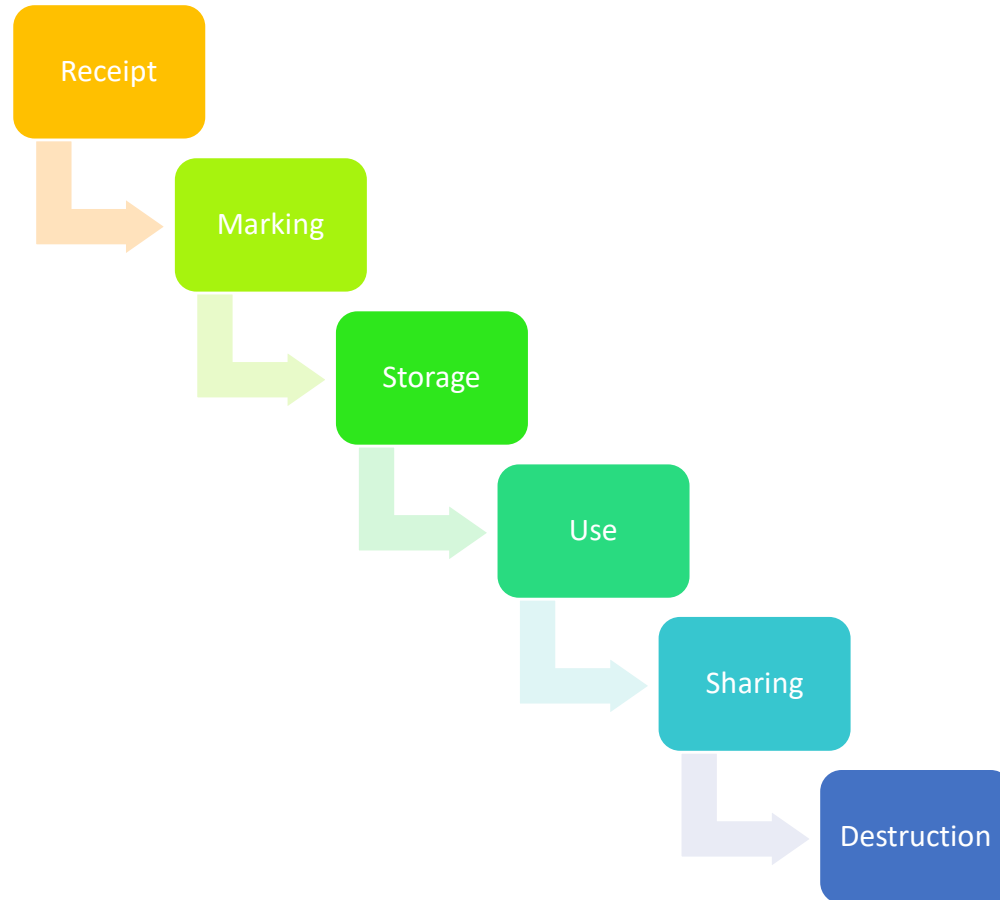 Receipt
Marking
Storage
Use
Sharing
Destruction